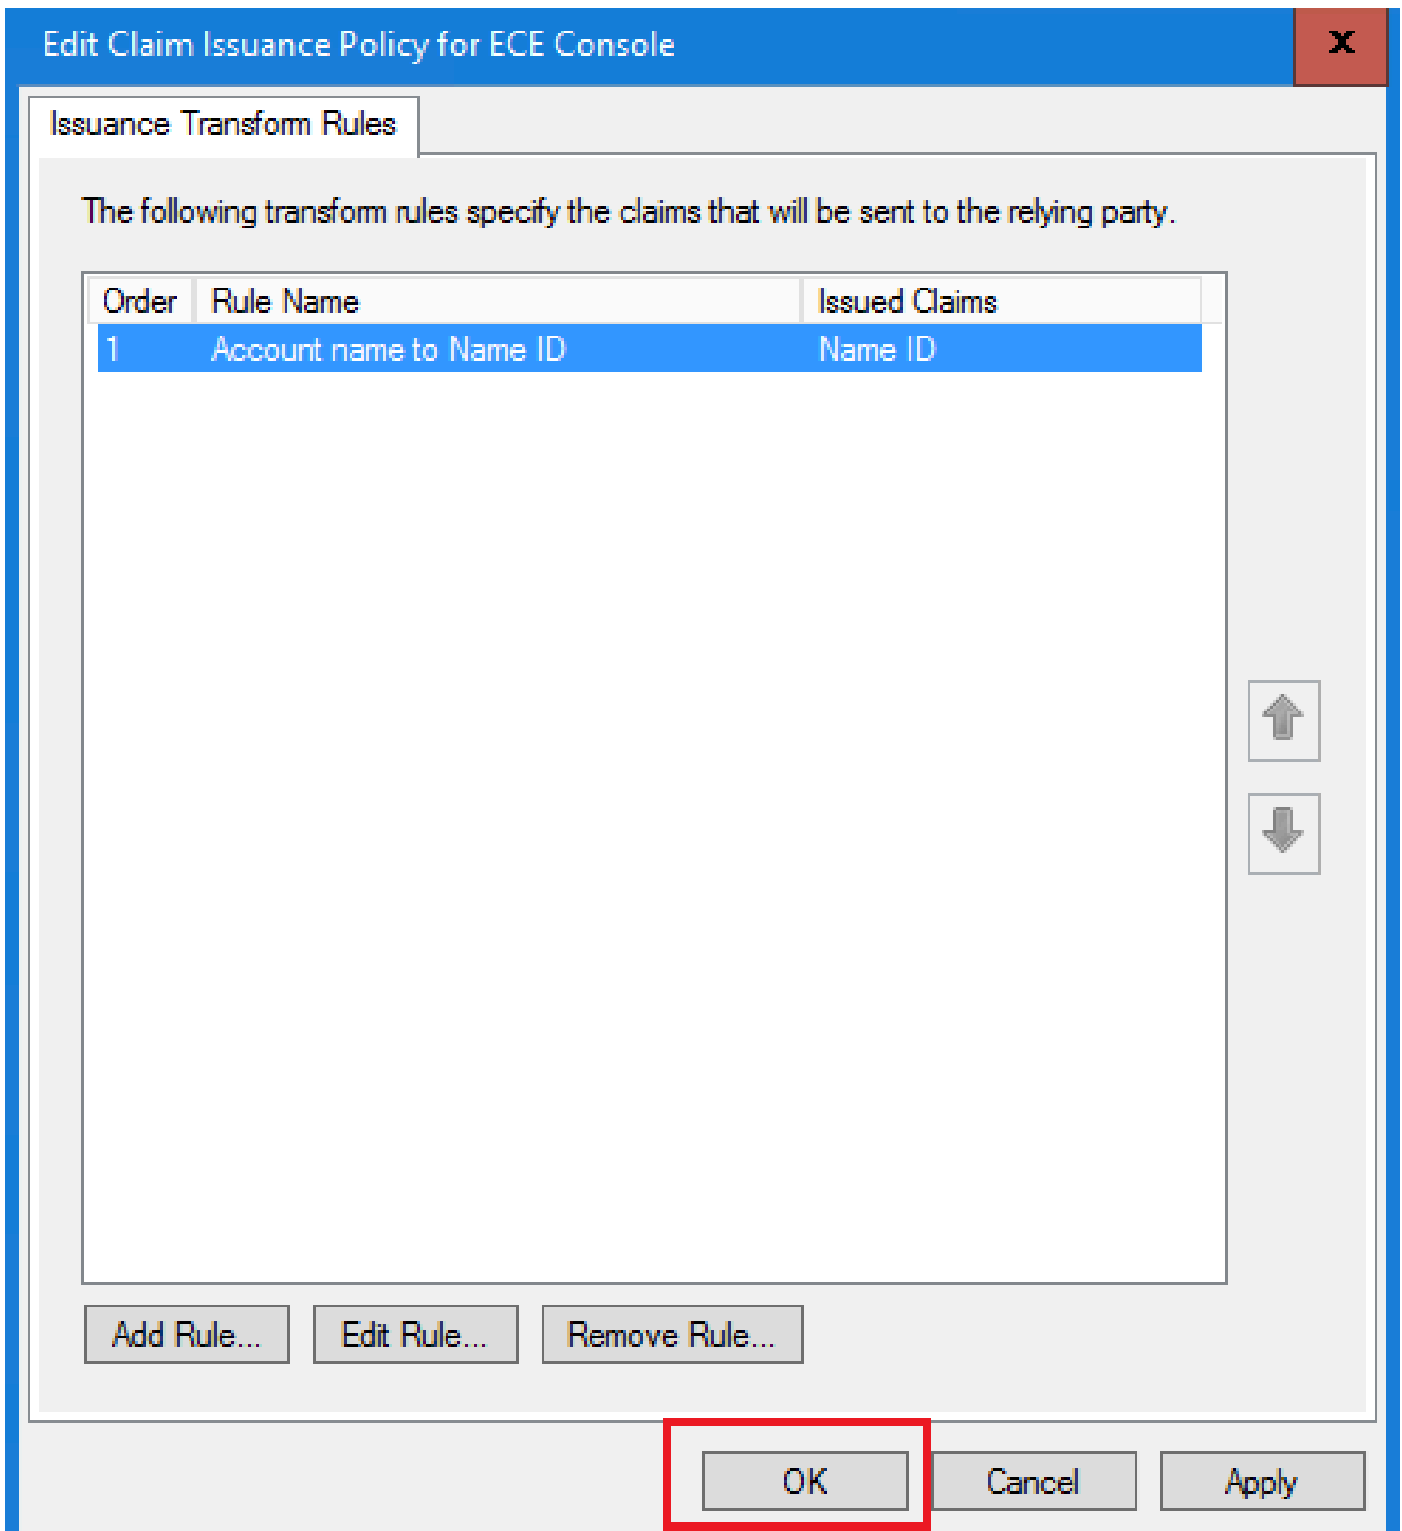 Edit Claim Issuance Policy for ECE Console
x
Issuance Transform Rules
The following transform rules specify the claims that will be sent to the relying party.
Order Rule Name Issued Claims
1 Account name to Name ID Name ID
Add Rule... Edit Rule... Remove Rule...
OK Cancel Apply